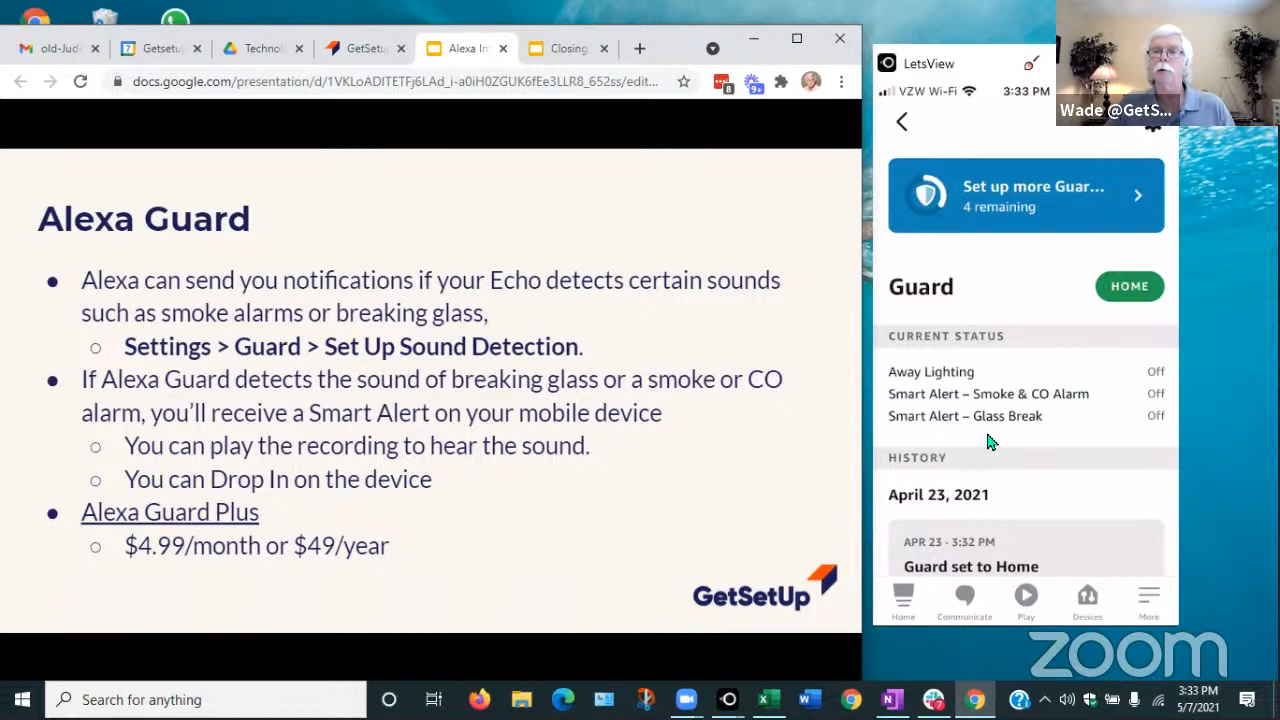 old-Jud
Getsetu
Technol
GetSetU
Alexa In
Closing
docs.google.com/presentation/d/1VKLoADITETFj6LAd_i-a0iH0ZGUK6fEe3LLR8_652ss/edit...
8
9+
LetsView
VZW Wi-Fi
3:33 PM
Wade @GetS...
Set up more Guar...
4 remaining
Guard
HOME
CURRENT STATUS
Away Lighting Off
Smart Alert – Smoke & CO Alarm Off
Smart Alert – Glass Break Off
HISTORY
April 23, 2021
APR 23 · 3:32 PM
Guard set to Home
Home
Communicate
Play
Devices
More
Alexa Guard
● Alexa can send you notifications if your Echo detects certain sounds
such as smoke alarms or breaking glass,
○ Settings > Guard > Set Up Sound Detection.
● If Alexa Guard detects the sound of breaking glass or a smoke or CO
alarm, you'll receive a Smart Alert on your mobile device
○ You can play the recording to hear the sound.
○ You can Drop In on the device
● Alexa Guard Plus
○ $4.99/month or $49/year
GetSetUp
zoom
Search for anything
3:33 PM
5/7/2021